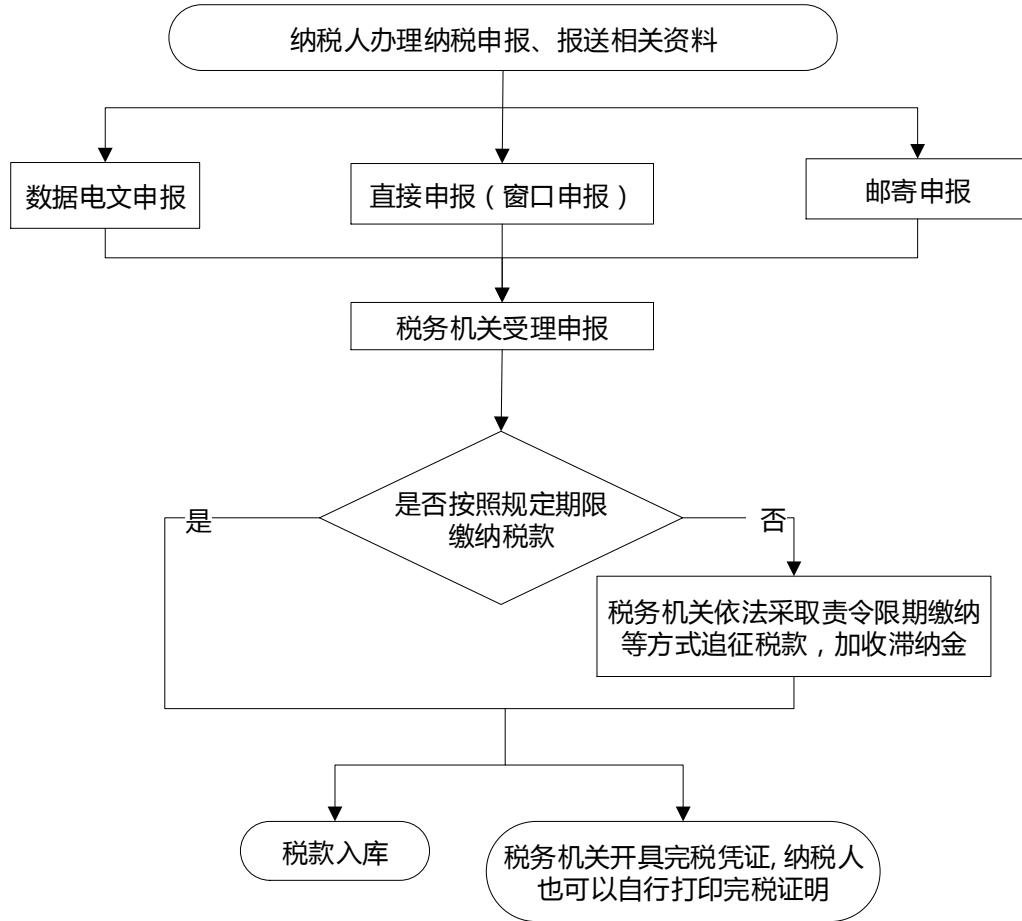 纳税人办理纳税申报、报送相关资料
数据电文申报
直接申报（窗口申报）
邮寄申报
税务机关受理申报
是否按照规定期限
缴纳税款
是
否
税务机关依法采取责令限期缴纳
等方式追征税款，加收滞纳金
税款入库
税务机关开具完税凭证, 纳税人
也可以自行打印完税证明